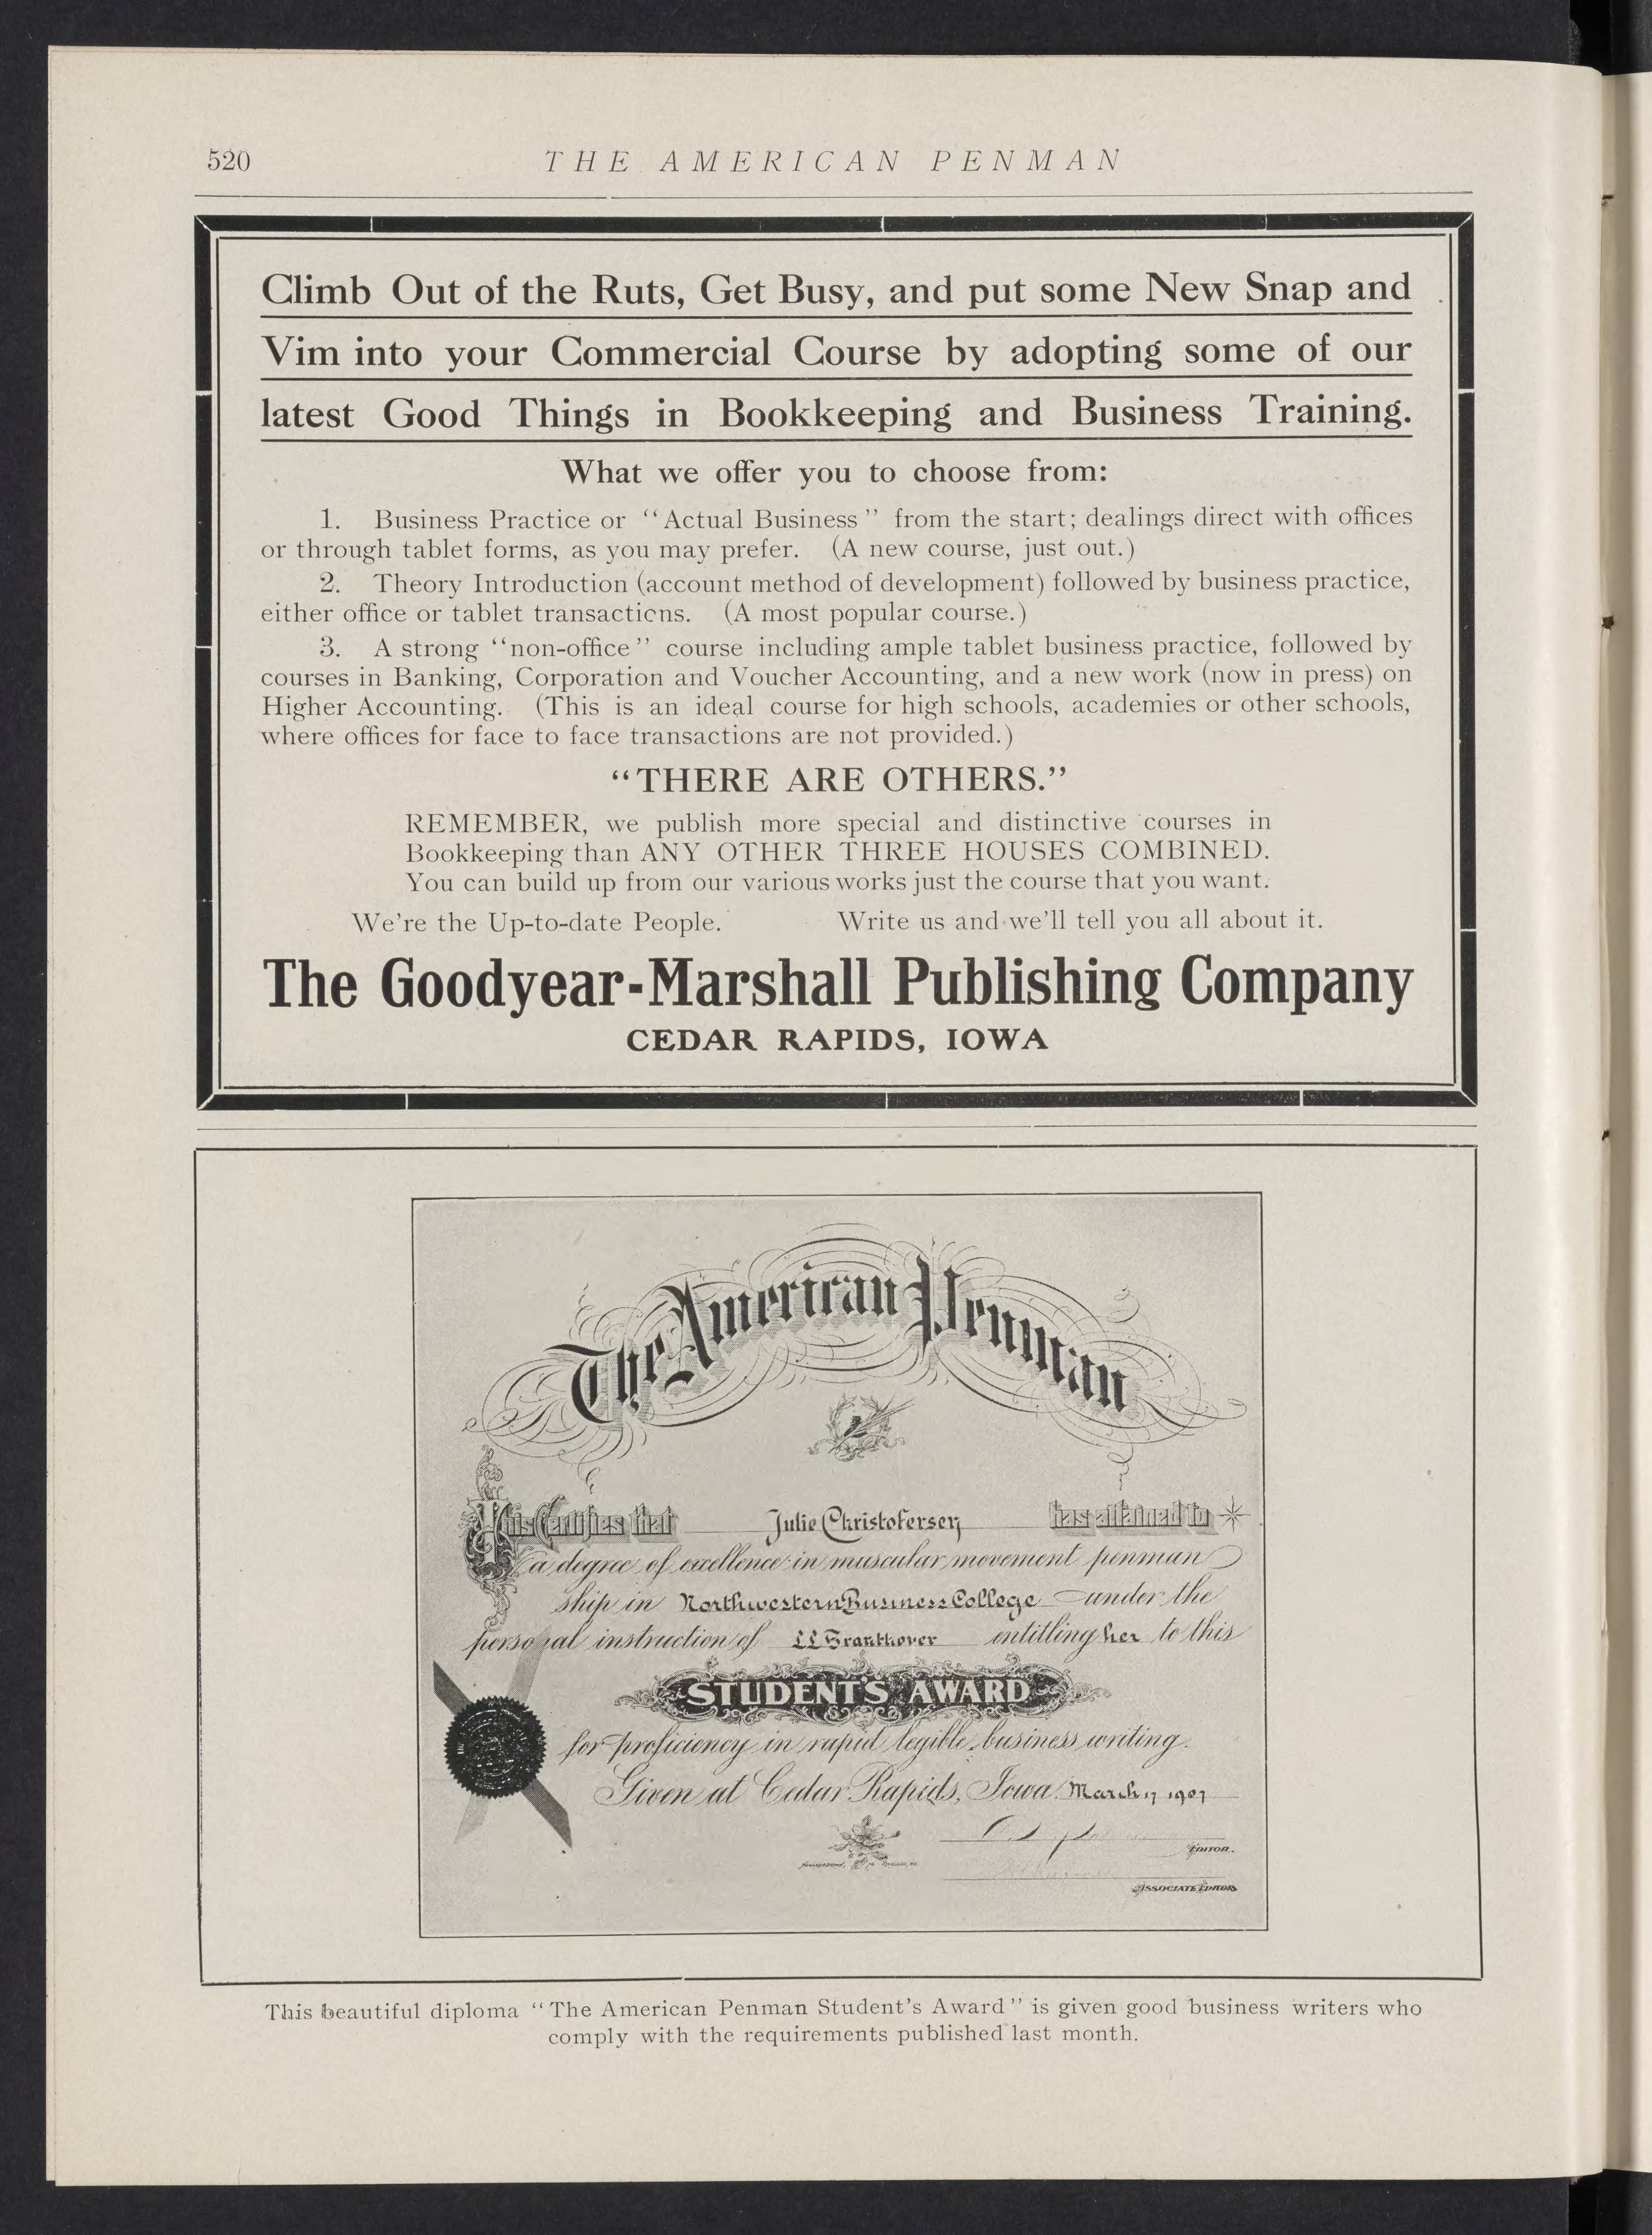 520 THE AMERICAN PENMAN
Climb Out of the Ruts, Get Busy, and put some New Snap and
Vim into your Commercial Course by adopting some of our
latest Good Things in Bookkeeping and Business Training.
What we offer you to choose from:
1. Business Practice or "Actual Business" from the start; dealings direct with offices
or through tablet forms, as you may prefer. (A new course, just out.)
2. Theory Introduction (account method of development) followed by business practice,
either office or tablet transactions. (A most popular course.)
3. A strong "non-office" course including ample tablet business practice, followed by
courses in Banking, Corporation and Voucher Accounting, and a new work (now in press) on
Higher Accounting. (This is an ideal course for high schools, academies or other schools,
where offices for face to face transactions are not provided.)
"THERE ARE OTHERS."
REMEMBER, we publish more special and distinctive courses in
Bookkeeping than ANY OTHER THREE HOUSES COMBINED.
You can build up from our various works just the course that you want.
We're the Up-to-date People. Write us and we'll tell you all about it.
The Goodyear-Marshall Publishing Company
CEDAR RAPIDS, IOWA
The American Penman
This Certifies that Julie Christofersen has attained to
a degree of excellence in muscular movement penman
ship in Northwestern Business College under the
personal instruction of entitling her to this
STUDENT'S AWARD
for proficiency in rapid legible business writing.
Given at Cedar Rapids, Iowa March 17 1907
EDITOR.
ASSOCIATE EDITOR
This beautiful diploma "The American Penman Student's Award" is given good business writers who
comply with the requirements published last month.